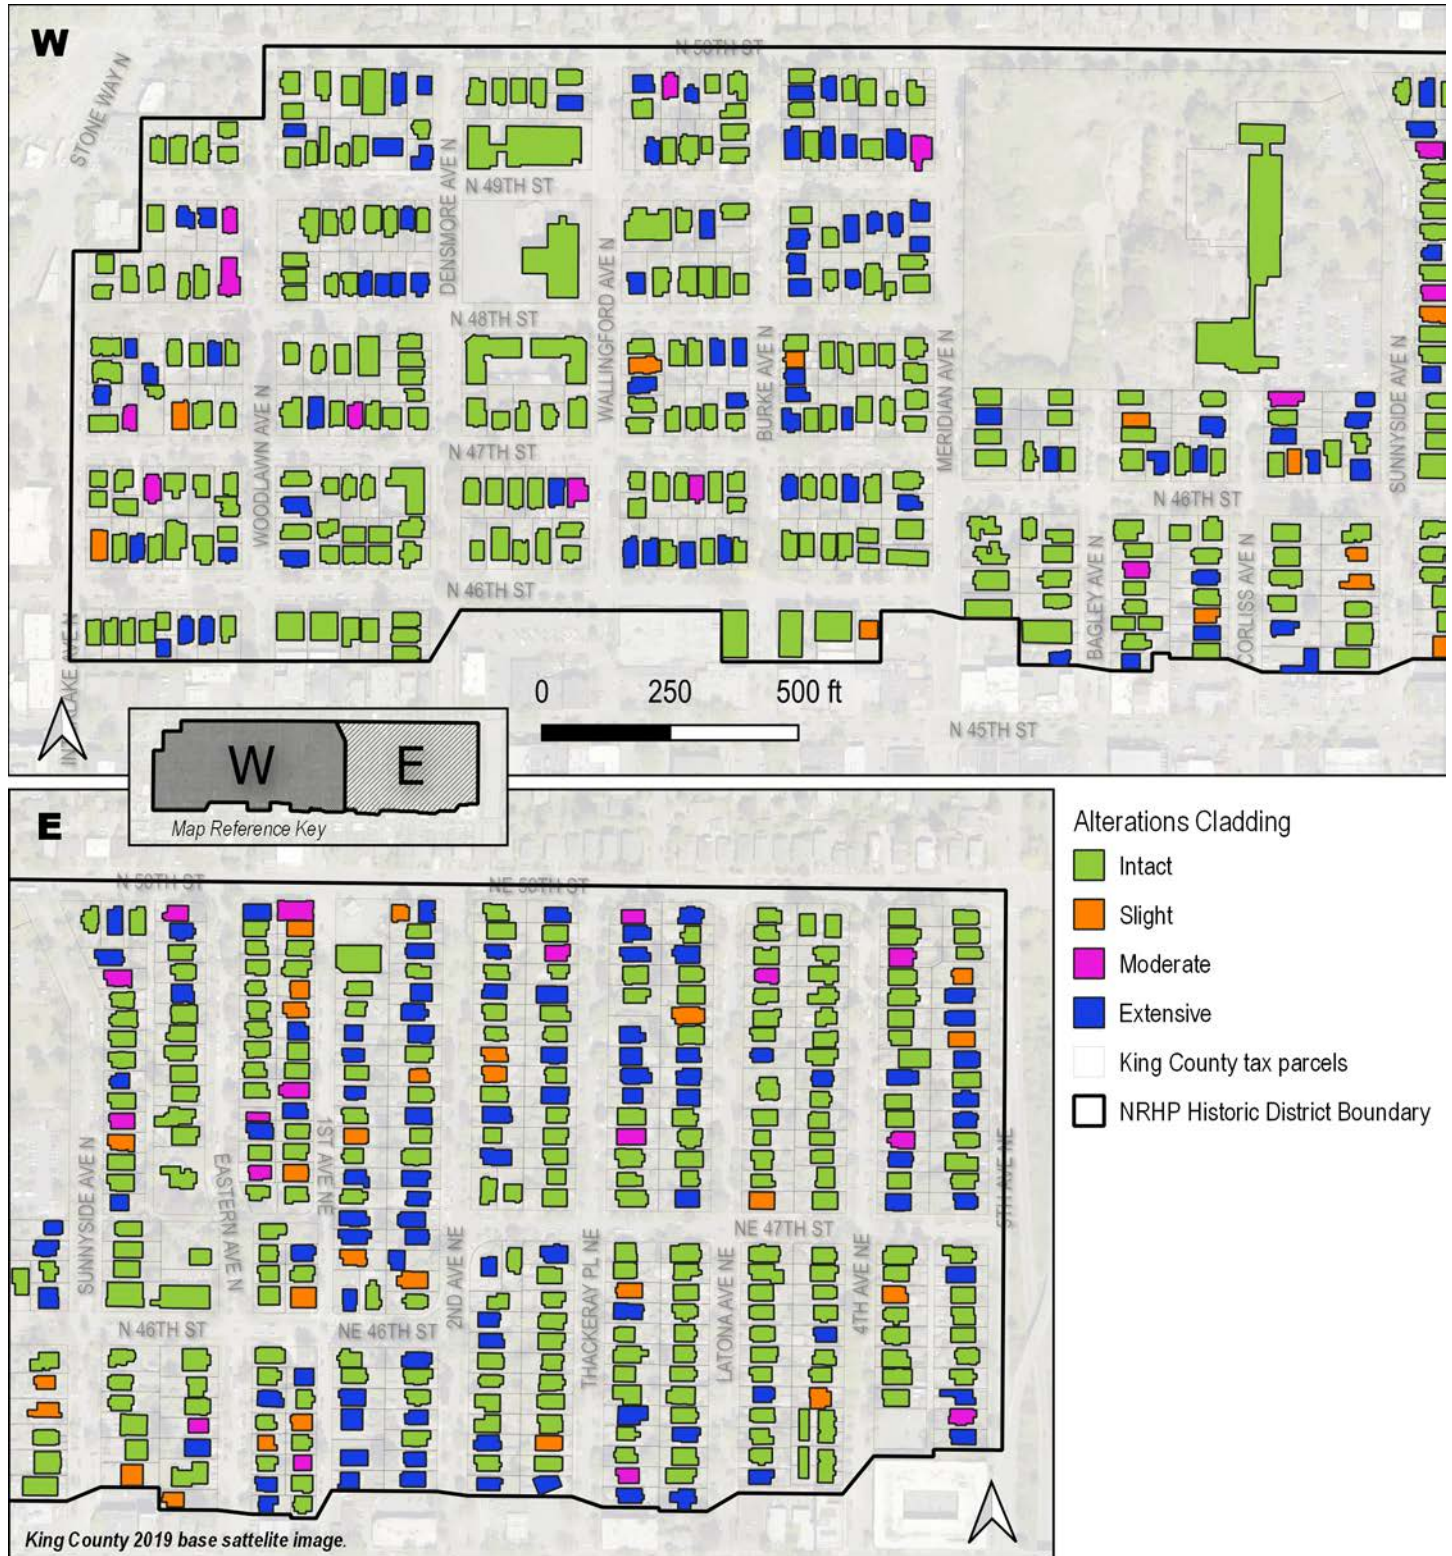 W
N 50TH ST
STONE WAY N
DENSMORE AVE N
N 49TH ST
WALLINGFORD AVE N
N 48TH ST
BURKE AVE N
MERIDIAN AVE N
WOODLAWN AVE N
N 47TH ST
SUNNYSIDE AVE N
N 46TH ST
BAGLEY AVE N
CORLISS AVE N
N 46TH ST
AKE AVE N
0 250 500 ft
N 45TH ST
W E
Map Reference Key
E
N 50TH ST
NE 50TH ST
SUNNYSIDE AVE N
EASTERN AVE N
1ST AVE NE
2ND AVE NE
THACKERAY PL NE
LATONA AVE NE
NE 47TH ST
4TH AVE NE
5TH AVE NE
N 46TH ST
NE 46TH ST
King County 2019 base sattelite image.
Alterations Cladding
Intact
Slight
Moderate
Extensive
King County tax parcels
NRHP Historic District Boundary